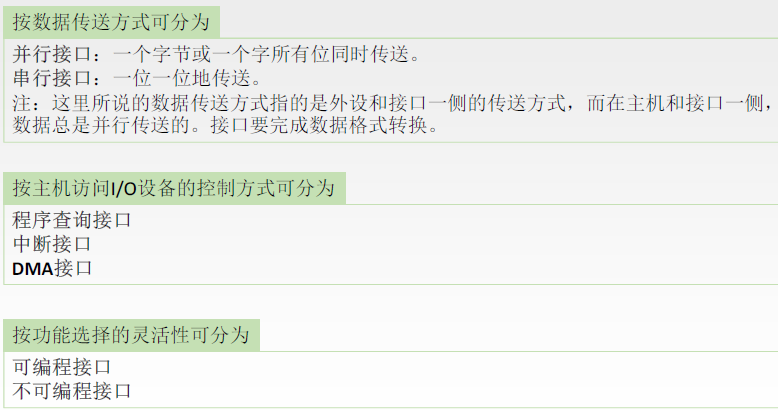 按数据传送方式可分为
并行接口：一个字节或一个字所有位同时传送。
串行接口：一位一位地传送。
注：这里所说的数据传送方式指的是外设和接口一侧的传送方式，而在主机和接口一侧，
数据总是并行传送的。接口要完成数据格式转换。
按主机访问I/O设备的控制方式可分为
程序查询接口
中断接口
DMA接口
按功能选择的灵活性可分为
可编程接口
不可编程接口